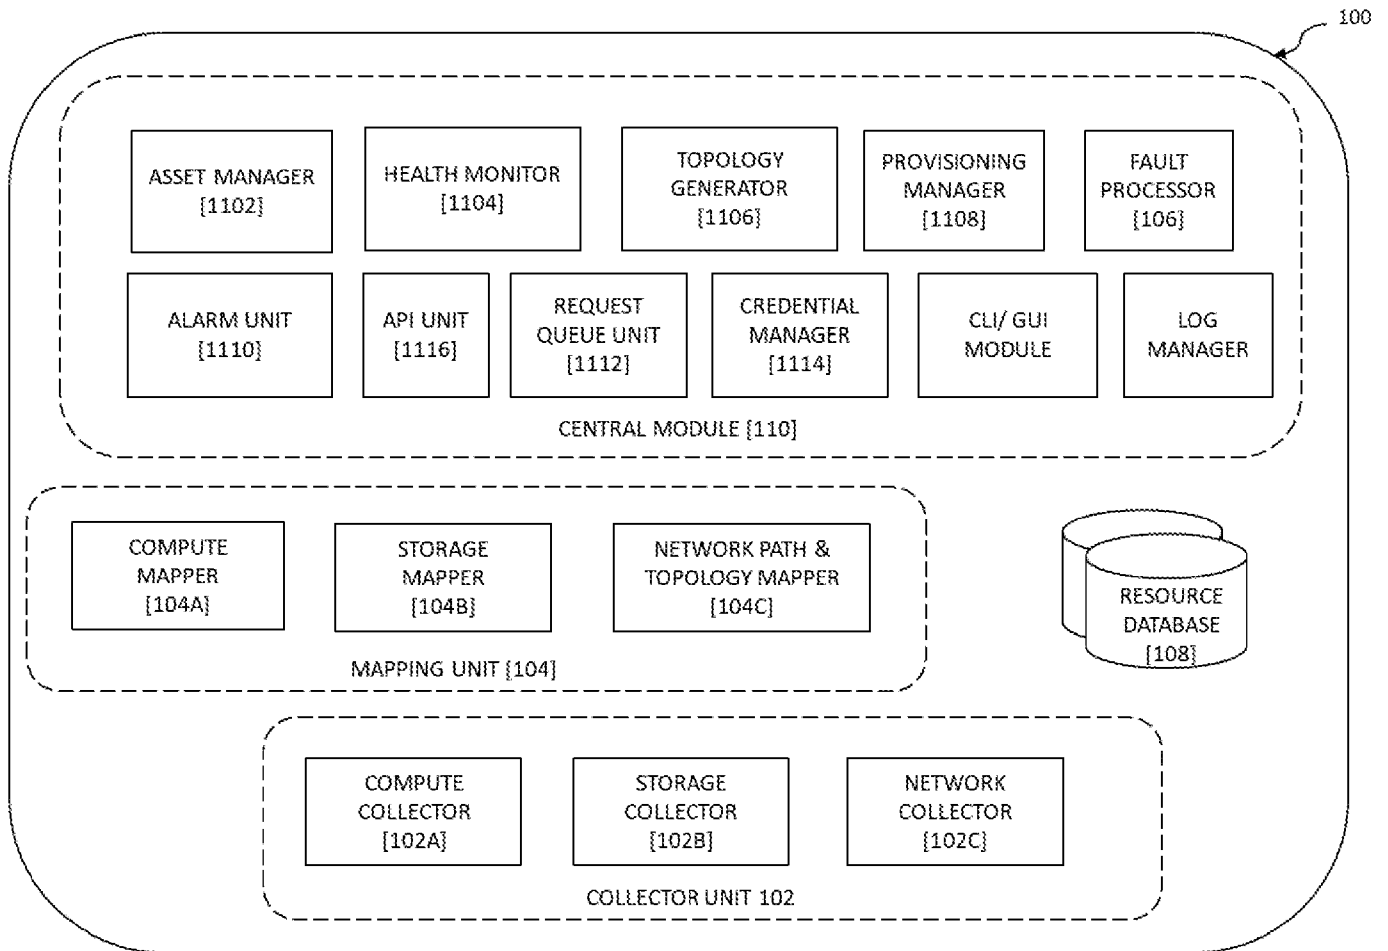 100
ASSET MANAGER
[1102]
HEALTH MONITOR
[1104]
TOPOLOGY
GENERATOR
[1106]
PROVISIONING
MANAGER
[1108]
FAULT
PROCESSOR
[106]
ALARM UNIT
[1110]
API UNIT
[1116]
REQUEST
QUEUE UNIT
[1112]
CREDENTIAL
MANAGER
[1114]
CLI/ GUI
MODULE
LOG
MANAGER
CENTRAL MODULE [110]
COMPUTE
MAPPER
[104A]
STORAGE
MAPPER
[104B]
NETWORK PATH &
TOPOLOGY MAPPER
[104C]
MAPPING UNIT [104]
RESOURCE
DATABASE
[108]
COMPUTE
COLLECTOR
[102A]
STORAGE
COLLECTOR
[102B]
NETWORK
COLLECTOR
[102C]
COLLECTOR UNIT 102